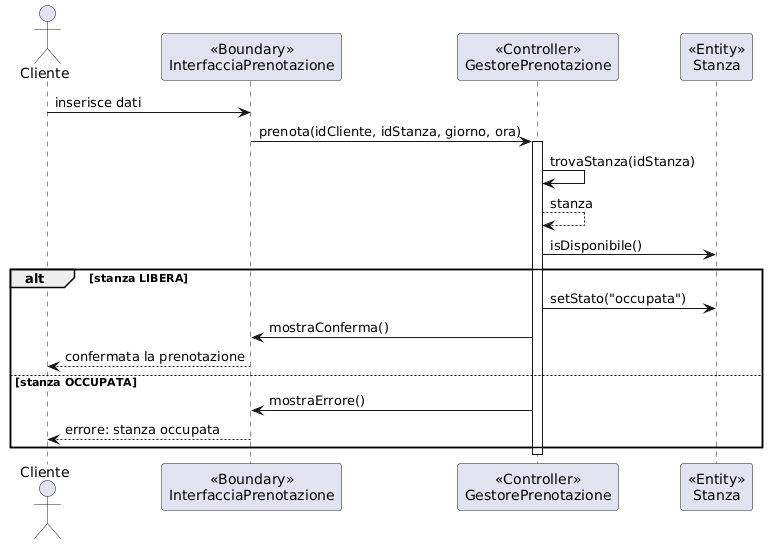 Cliente
«Boundary»
InterfacciaPrenotazione
«Controller»
GestorePrenotazione
«Entity»
Stanza
inserisce dati
prenota(idCliente, idStanza, giorno, ora)
trovaStanza(idStanza)
stanza
isDisponibile()
alt [stanza LIBERA]
setStato("occupata")
mostraConferma()
confermata la prenotazione
[stanza OCCUPATA]
mostraErrore()
errore: stanza occupata
Cliente
«Boundary»
InterfacciaPrenotazione
«Controller»
GestorePrenotazione
«Entity»
Stanza